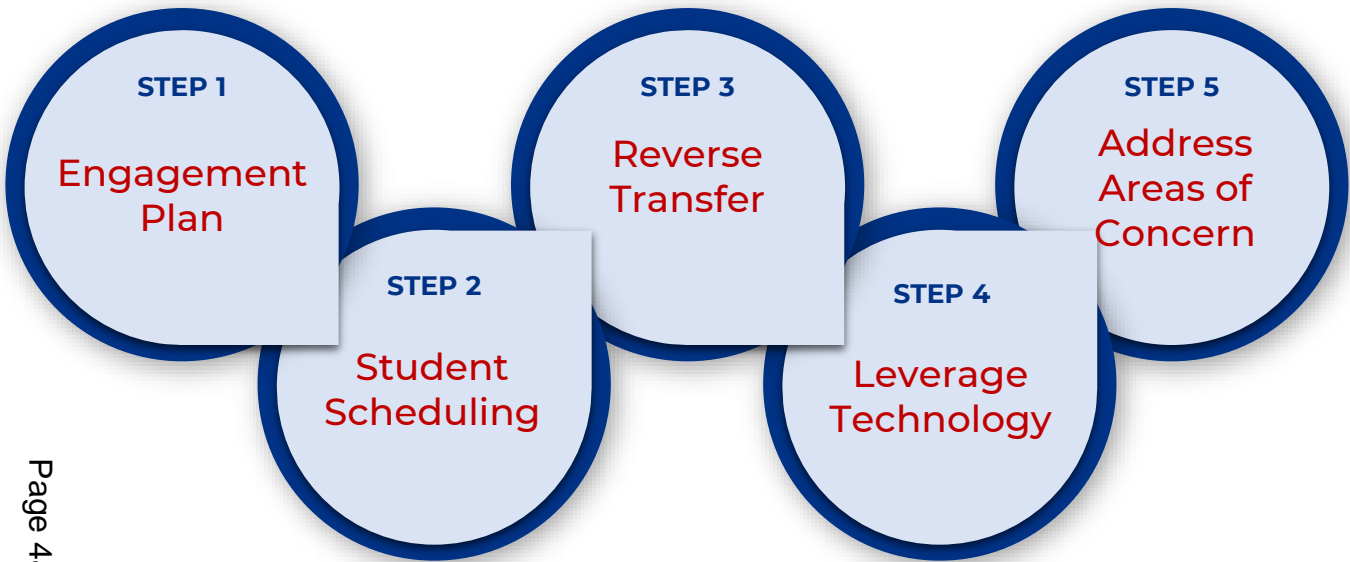 STEP 1
Engagement
Plan
STEP 2
Student
Scheduling
STEP 3
Reverse
Transfer
STEP 4
Leverage
Technology
STEP 5
Address
Areas of
Concern
Page